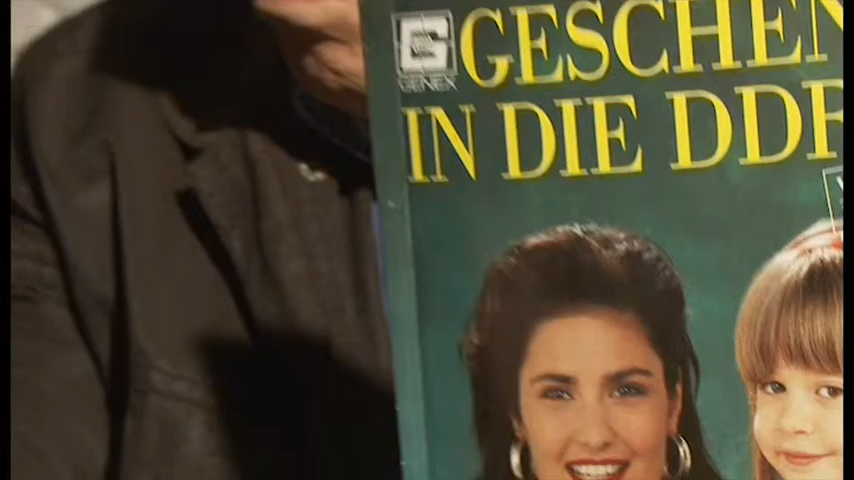 GENEX
GESCHEN
IN DIE DDR